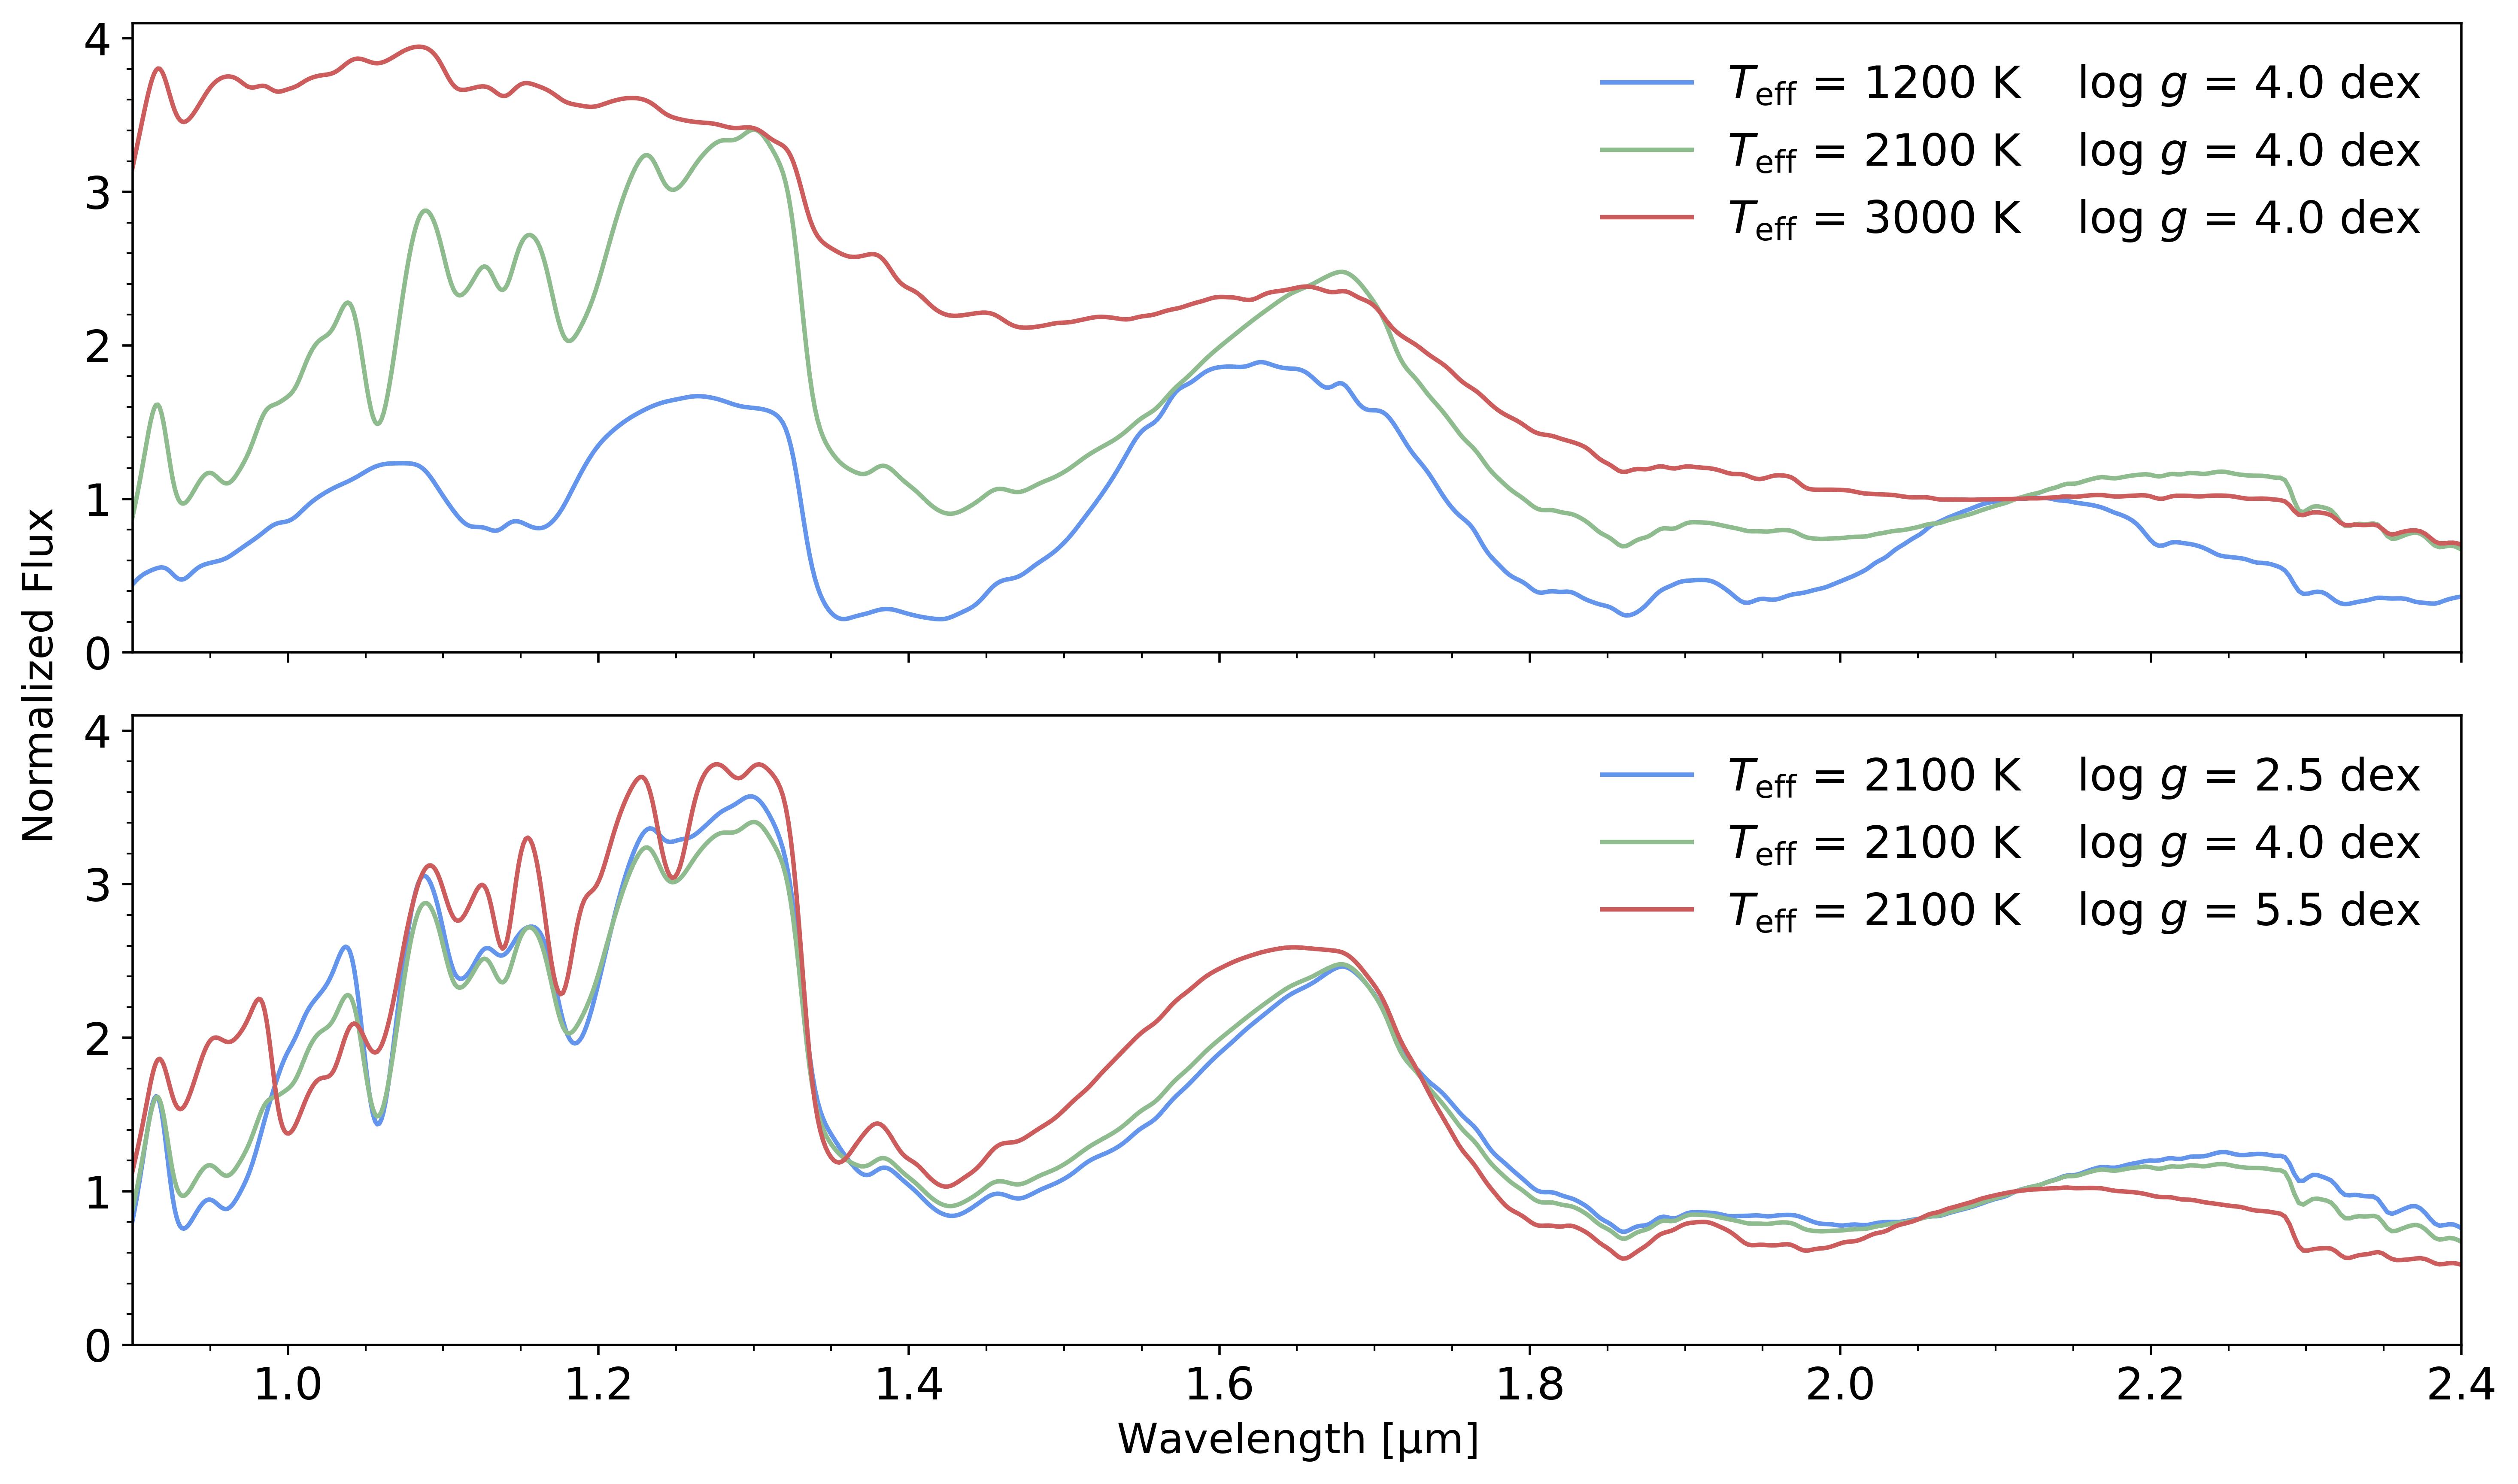 4
3
2
1
0
T_eff = 1200 K log g = 4.0 dex
T_eff = 2100 K log g = 4.0 dex
T_eff = 3000 K log g = 4.0 dex
Normalized Flux
4
3
2
1
0
T_eff = 2100 K log g = 2.5 dex
T_eff = 2100 K log g = 4.0 dex
T_eff = 2100 K log g = 5.5 dex
1.0 1.2 1.4 1.6 1.8 2.0 2.2 2.4
Wavelength [µm]